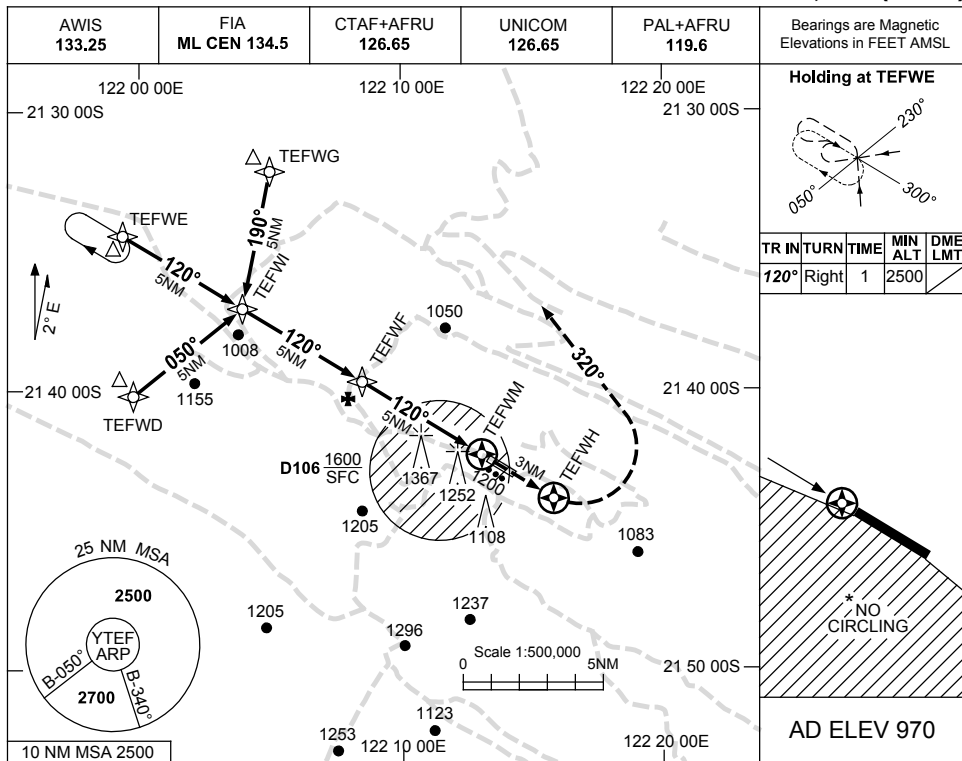 AWIS
133.25
FIA
ML CEN 134.5
CTAF+AFRU
126.65
UNICOM
126.65
PAL+AFRU
119.6
Bearings are Magnetic
Elevations in FEET AMSL
122 00 00E
122 10 00E
122 20 00E
21 30 00S
21 30 00S
Holding at TEFWE
230°
050°
300°
TR IN TURN TIME MIN ALT DME LMT
120° Right 1 2500
TEFWG
TEFWE
190°
5NM
TEFWI
120°
5NM
2° E
050°
5NM
1008
1155
120°
5NM
TEFWF
1050
320°
21 40 00S
21 40 00S
TEFWD
120°
5NM
TEFWM
3NM
TEFWH
D106 1600
SFC
1367
1252
1200
1108
1205
1083
25 NM MSA
2500
YTEF
ARP
B-050°
B-340°
2700
10 NM MSA 2500
1205
1237
1296
Scale 1:500,000
0
5NM
21 50 00S
1123
1253
122 10 00E
122 20 00E
* NO
CIRCLING
AD ELEV 970